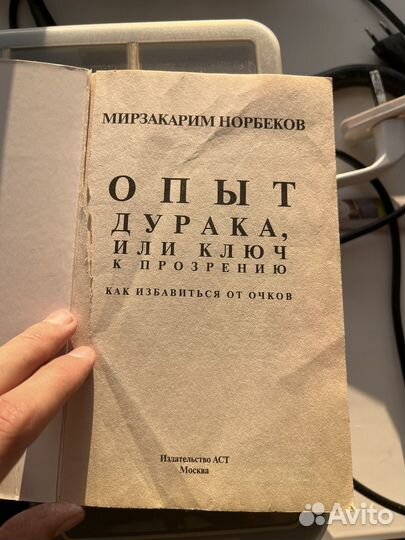 МИРЗАКАРИМ НОРБЕКОВ
ОПЫТ
ДУРАКА,
ИЛИ КЛЮЧ
К ПРОЗРЕНИЮ
КАК ИЗБАВИТЬСЯ ОТ ОЧКОВ
Издательство АСТ
Москва
Avito